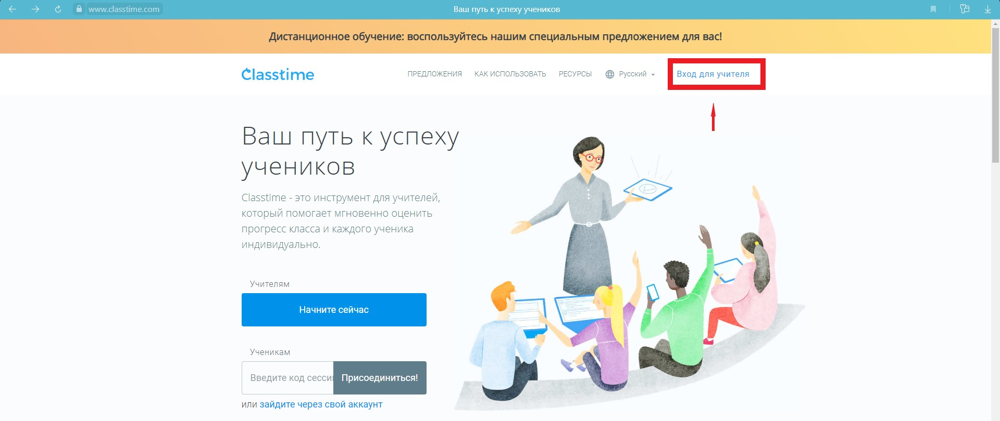 www.classtime.com
Ваш путь к успеху учеников
Дистанционное обучение: воспользуйтесь нашим специальным предложением для вас!
Classtime
ПРЕДЛОЖЕНИЯ
КАК ИСПОЛЬЗОВАТЬ
РЕСУРСЫ
Русский
Вход для учителя
Ваш путь к успеху
учеников
Classtime - это инструмент для учителей,
который помогает мгновенно оценить
прогресс класса и каждого ученика
индивидуально.
Учителям
Начните сейчас
Ученикам
Введите код сесси
Присоединиться!
или зайдите через свой аккаунт